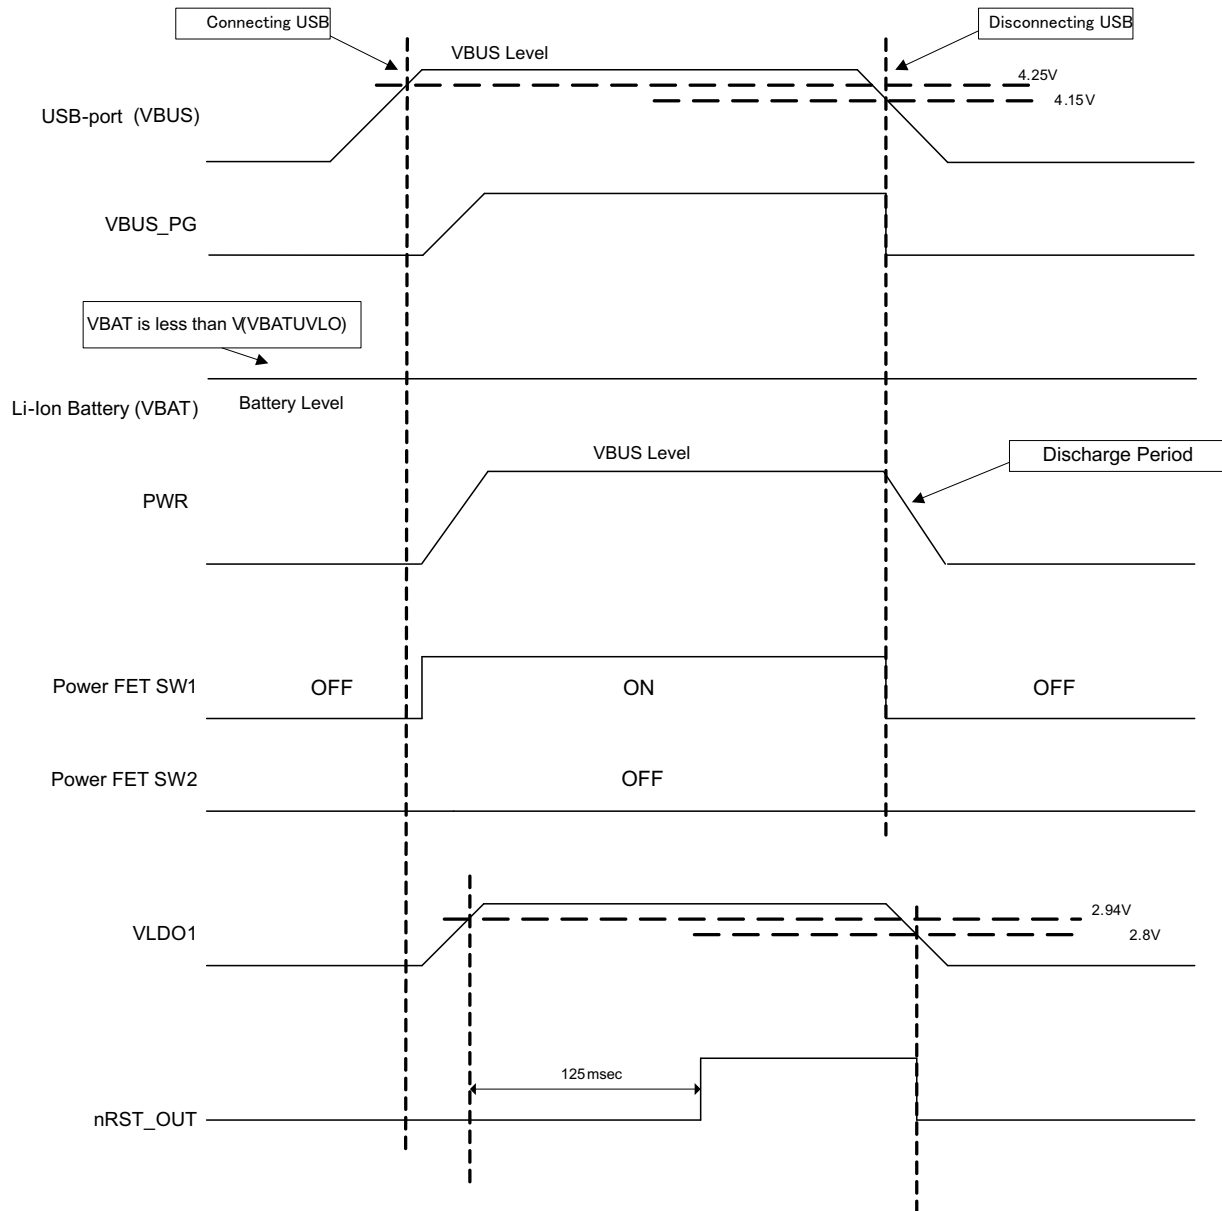 Connecting USB
Disconnecting USB
VBUS Level
4.25V
4.15V
USB-port (VBUS)
VBUS_PG
VBAT is less than V(VBATUVLO)
Li-Ion Battery (VBAT)
Battery Level
VBUS Level
Discharge Period
PWR
Power FET SW1
OFF
ON
OFF
Power FET SW2
OFF
2.94V
VLDO1
2.8V
125msec
nRST_OUT